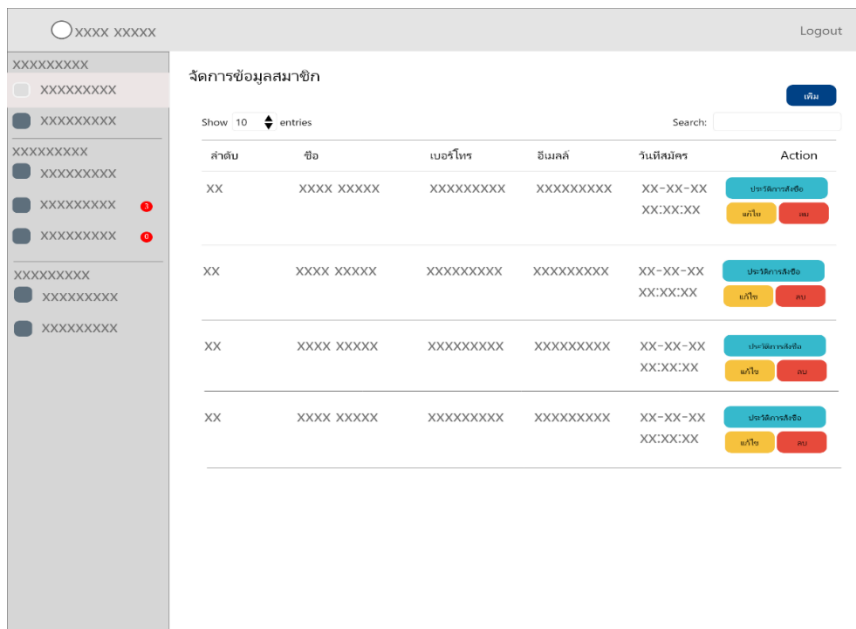 XXXX XXXXX
Logout
XXXXXXXXX
XXXXXXXXX
XXXXXXXXX
XXXXXXXXX
XXXXXXXXX
XXXXXXXXX 3
XXXXXXXXX 0
XXXXXXXXX
XXXXXXXXX
XXXXXXXXX
จัดการข้อมูลสมาชิก
เพิ่ม
Show 10 entries Search:
ลำดับ ชื่อ เบอร์โทร อีเมลล์ วันที่สมัคร Action
XX XXXX XXXXX XXXXXXXXX XXXXXXXXX XX-XX-XX ประวัติการสั่งซื้อ
XX:XX:XX แก้ไข ลบ
XX XXXX XXXXX XXXXXXXXX XXXXXXXXX XX-XX-XX ประวัติการสั่งซื้อ
XX:XX:XX แก้ไข ลบ
XX XXXX XXXXX XXXXXXXXX XXXXXXXXX XX-XX-XX ประวัติการสั่งซื้อ
XX:XX:XX แก้ไข ลบ
XX XXXX XXXXX XXXXXXXXX XXXXXXXXX XX-XX-XX ประวัติการสั่งซื้อ
XX:XX:XX แก้ไข ลบ